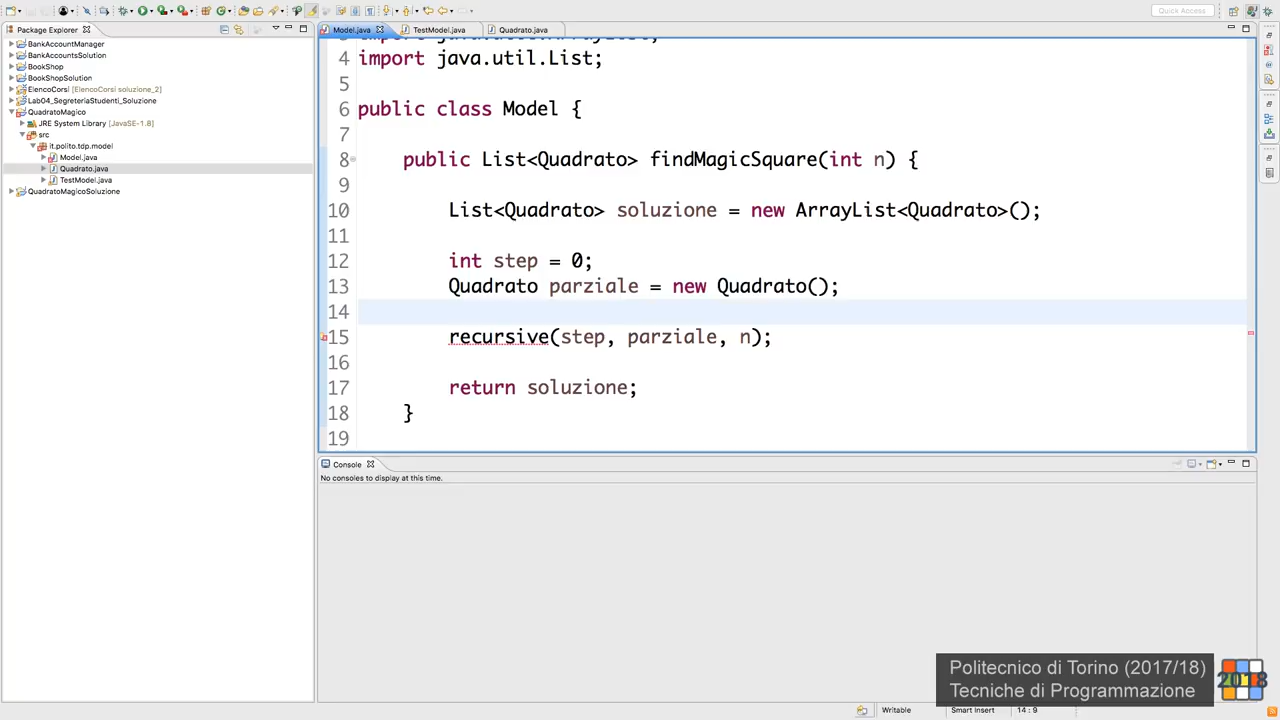 Quick Access
Package Explorer
BankAccountManager
BankAccountsSolution
BookShop
BookShopSolution
ElencoCorsi [ElencoCorsi soluzione_2]
Lab04_SegreteriaStudenti_Soluzione
QuadratoMagico
JRE System Library [JavaSE-1.8]
src
it.polito.tdp.model
Model.java
Quadrato.java
TestModel.java
QuadratoMagicoSoluzione
Model.java TestModel.java Quadrato.java
4 import java.util.List;
5
6 public class Model {
7
8 public List<Quadrato> findMagicSquare(int n) {
9
10 List<Quadrato> soluzione = new ArrayList<Quadrato>();
11
12 int step = 0;
13 Quadrato parziale = new Quadrato();
14
15 recursive(step, parziale, n);
16
17 return soluzione;
18 }
19
Console
No consoles to display at this time.
Politecnico di Torino (2017/18)
Tecniche di Programmazione
2018
Writable Smart Insert 14 : 9